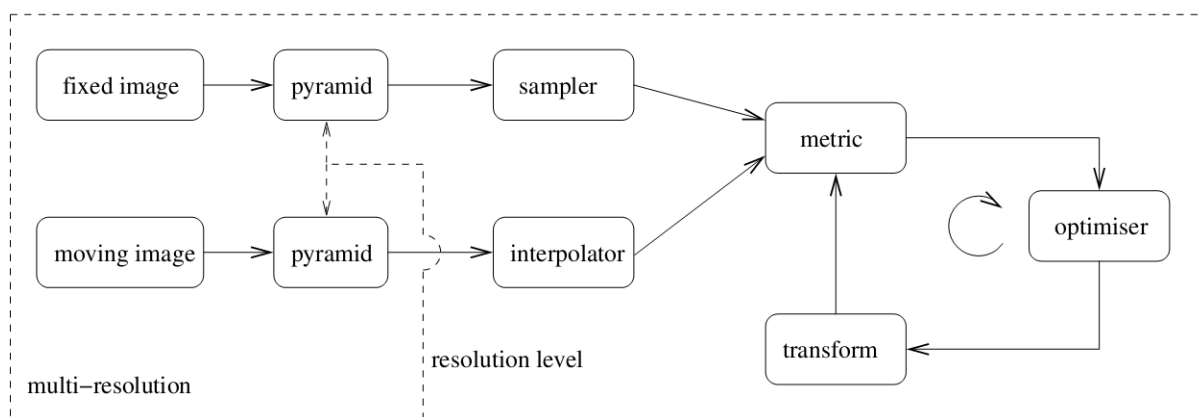 fixed image
pyramid
sampler
metric
optimiser
moving image
pyramid
interpolator
transform
resolution level
multi−resolution